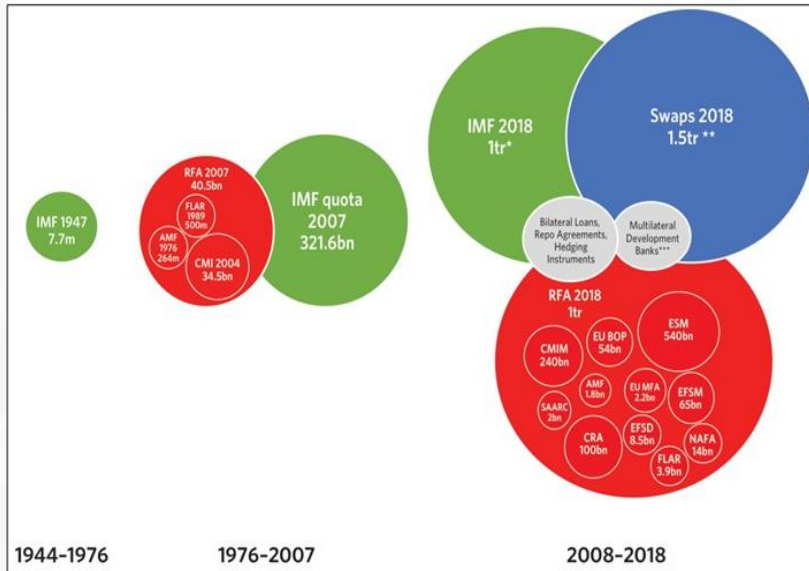 IMF 1947
7.7m
RFA 2007
40.5bn
FLAR
1989
500m
AMF
1976
264m
CMI 2004
34.5bn
IMF quota
2007
321.6bn
IMF 2018
1tr*
Swaps 2018
1.5tr **
Bilateral Loans,
Repo Agreements,
Hedging
Instruments
Multilateral
Development
Banks***
RFA 2018
1tr
ESM
540bn
EU BOP
54bn
CMIM
240bn
AMF
1.8bn
EU MFA
2.2bn
EFSM
65bn
SAARC
2bn
CRA
100bn
EFSD
8.5bn
NAFA
14bn
FLAR
3.9bn
1944-1976
1976-2007
2008-2018